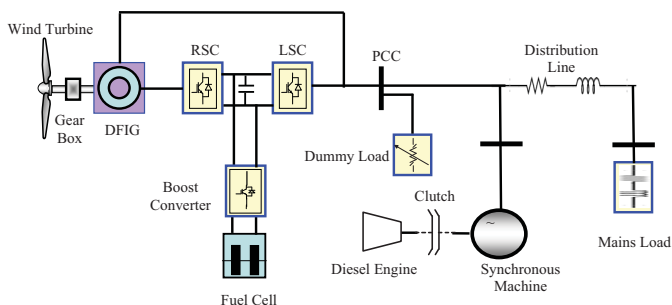 Wind Turbine
RSC
LSC
PCC
Distribution
Line
Gear
Box
DFIG
Dummy Load
Boost
Converter
Clutch
~
Diesel Engine
Synchronous
Machine
Mains Load
Fuel Cell